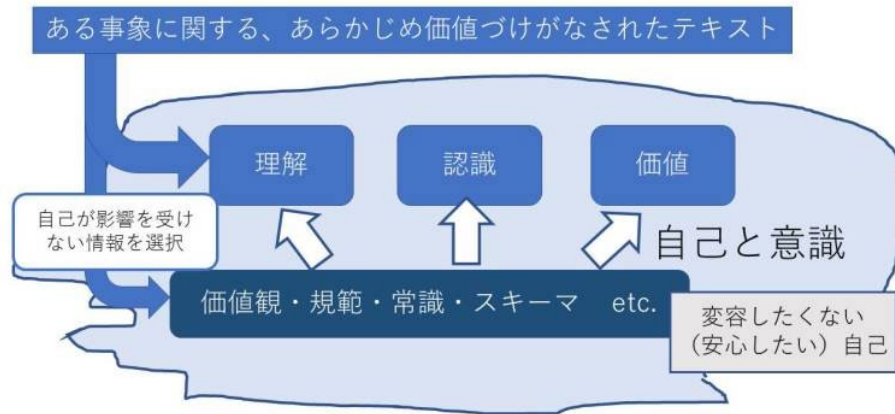 ある事象に関する、あらかじめ価値づけがなされたテキスト
理解
認識
価値
自己が影響を受け
ない情報を選択
自己と意識
価値観・規範・常識・スキーマ etc.
変容したくない
（安心したい）自己